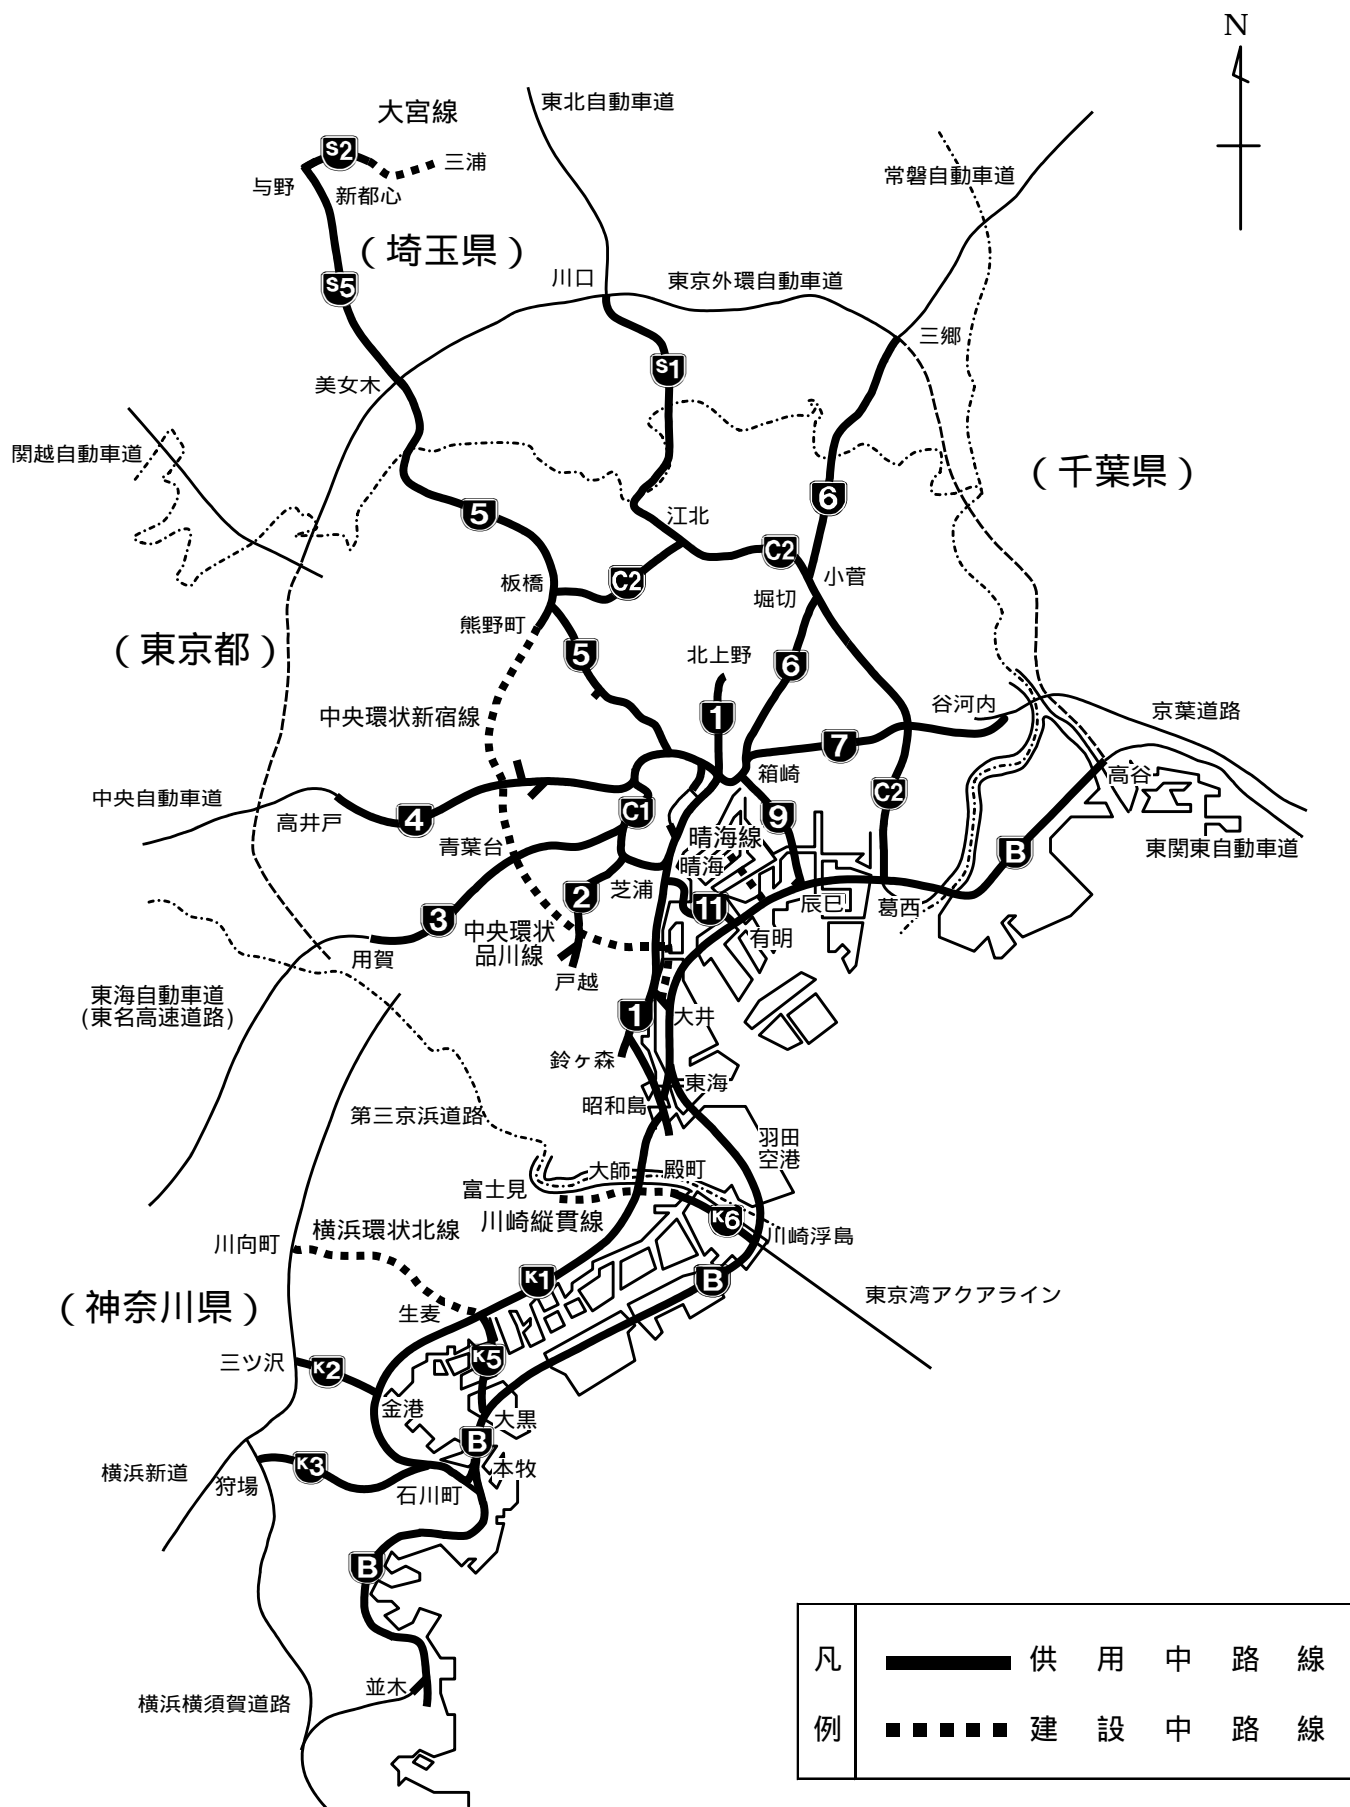 N
大宮線
東北自動車道
S2
三浦
常磐自動車道
与野
新都心
（埼玉県）
川口
東京外環自動車道
S5
三郷
S1
美女木
関越自動車道
（千葉県）
6
5
江北
C2
C2
小菅
板橋
堀切
熊野町
（東京都）
5
北上野
6
谷河内
京葉道路
中央環状新宿線
1
7
箱崎
高谷
中央自動車道
C2
高井戸
4
C1
9
青葉台
晴海線
東関東自動車道
晴海
B
芝浦
2
11
辰巳
葛西
3
中央環状
品川線
有明
用賀
戸越
東海自動車道
(東名高速道路)
1
大井
鈴ヶ森
東海
昭和島
第三京浜道路
羽田
空港
大師
殿町
富士見
川崎縦貫線
K6
川崎浮島
横浜環状北線
川向町
K1
B
東京湾アクアライン
（神奈川県）
生麦
三ツ沢
K2
K5
金港
大黒
B
横浜新道
K3
狩場
本牧
石川町
B
並木
横浜横須賀道路
凡例
供用中路線
建設中路線